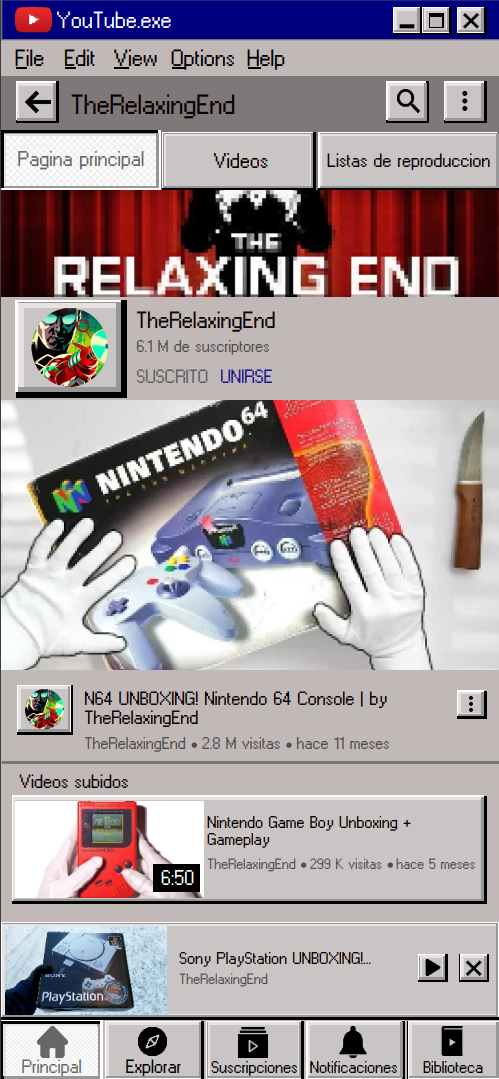 YouTube.exe
File Edit View Options Help
TheRelaxingEnd
Pagina principal
Videos
Listas de reproduccion
THE
RELAXING END
TheRelaxingEnd
6.1 M de suscriptores
SUSCRITO UNIRSE
NINTENDO 64
N64 UNBOXING! Nintendo 64 Console | by
TheRelaxingEnd
TheRelaxingEnd • 2.8 M visitas • hace 11 meses
Videos subidos
Nintendo Game Boy Unboxing +
Gameplay
TheRelaxingEnd • 299 K visitas • hace 5 meses
6:50
Sony PlayStation UNBOXING!...
TheRelaxingEnd
SONY
PlayStation
Principal
Explorar
Suscripciones
Notificaciones
Biblioteca